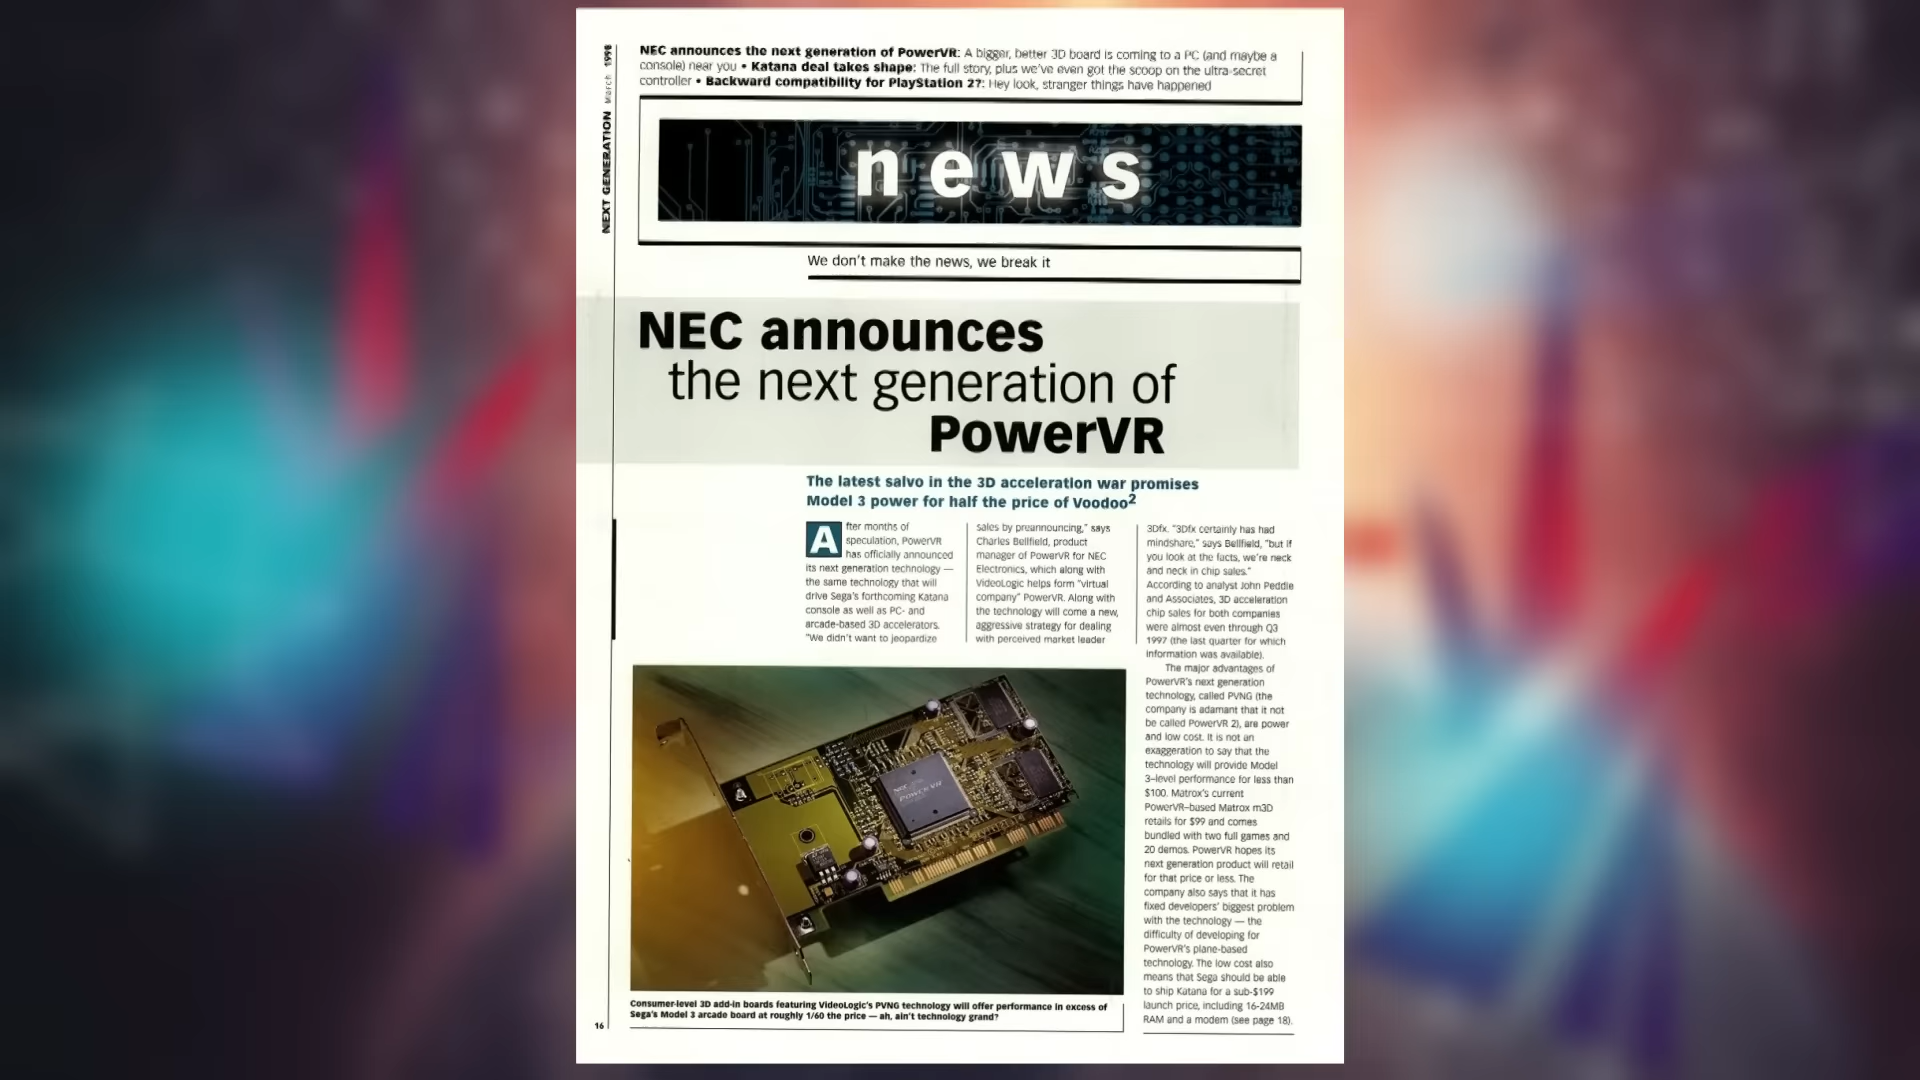 NEXT GENERATION March 1998
NEC announces the next generation of PowerVR: A bigger, better 3D board is coming to a PC (and maybe a
console) near you • Katana deal takes shape: The full story, plus we've even got the scoop on the ultra-secret
controller • Backward compatibility for PlayStation 2?: Hey look, stranger things have happened
news
We don't make the news, we break it
NEC announces
the next generation of
PowerVR
The latest salvo in the 3D acceleration war promises
Model 3 power for half the price of Voodoo²
After months of
speculation, PowerVR
has officially announced
its next generation technology —
the same technology that will
drive Sega's forthcoming Katana
console as well as PC- and
arcade-based 3D accelerators.
"We didn't want to jeopardize
sales by preannouncing," says
Charles Bellfield, product
manager of PowerVR for NEC
Electronics, which along with
VideoLogic helps form "virtual
company" PowerVR. Along with
the technology will come a new,
aggressive strategy for dealing
with perceived market leader
3Dfx. "3Dfx certainly has had
mindshare," says Bellfield, "but if
you look at the facts, we're neck
and neck in chip sales."
According to analyst John Peddie
and Associates, 3D acceleration
chip sales for both companies
were almost even through Q3
1997 (the last quarter for which
information was available).
The major advantages of
PowerVR's next generation
technology, called PVNG (the
company is adamant that it not
be called PowerVR 2), are power
and low cost. It is not an
exaggeration to say that the
technology will provide Model
3-level performance for less than
$100. Matrox's current
PowerVR-based Matrox m3D
retails for $99 and comes
bundled with two full games and
20 demos. PowerVR hopes its
next generation product will retail
for that price or less. The
company also says that it has
fixed developers' biggest problem
with the technology — the
difficulty of developing for
PowerVR's plane-based
technology. The low cost also
means that Sega should be able
to ship Katana for a sub-$199
launch price, including 16-24MB
RAM and a modem (see page 18).
NEC
POWERVR
Consumer-level 3D add-in boards featuring VideoLogic's PVNG technology will offer performance in excess of
Sega's Model 3 arcade board at roughly 1/60 the price — ah, ain't technology grand?
16